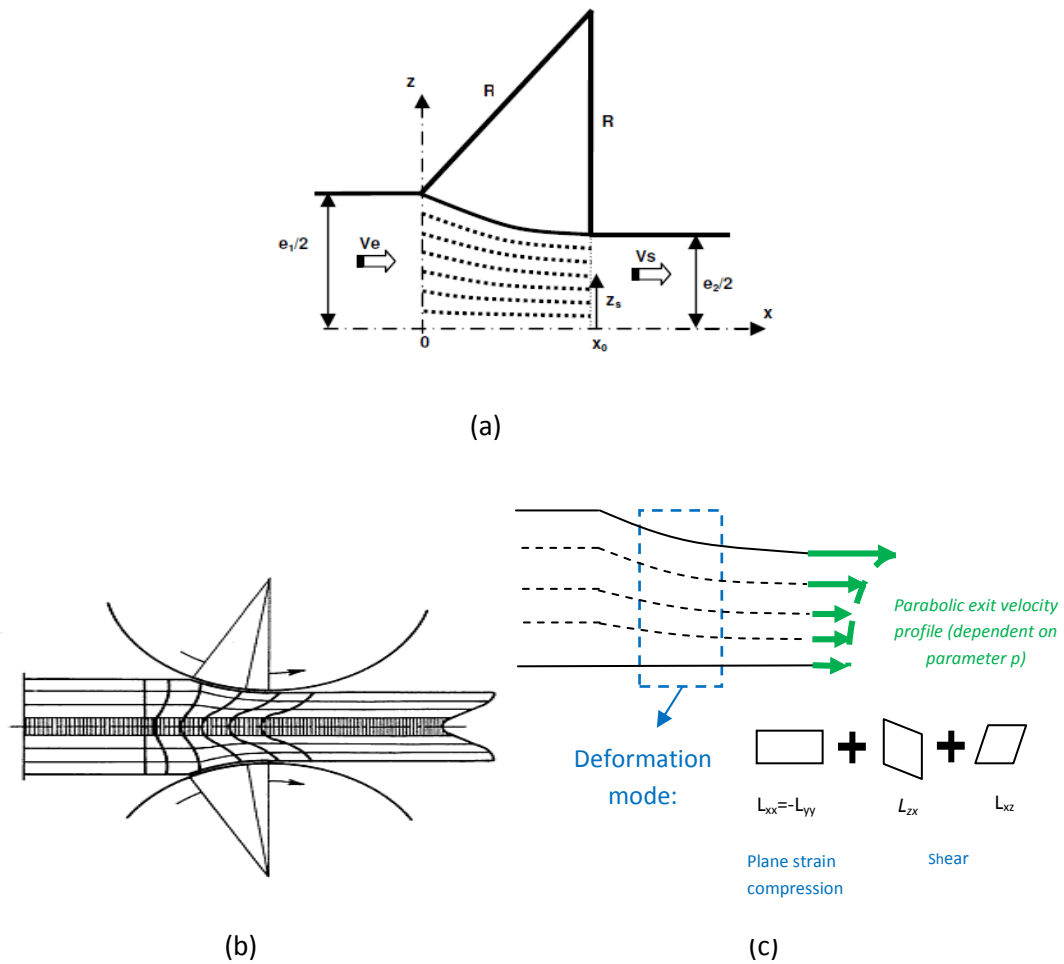 z
R
R
e₁/2
Ve
Vs
zₛ
e₂/2
x
0
x₀
(a)
Parabolic exit velocity
profile (dependent on
parameter p)
Deformation
mode:
Lxx=-Lyy
Lzx
Lxz
Plane strain
compression
Shear
(b)
(c)